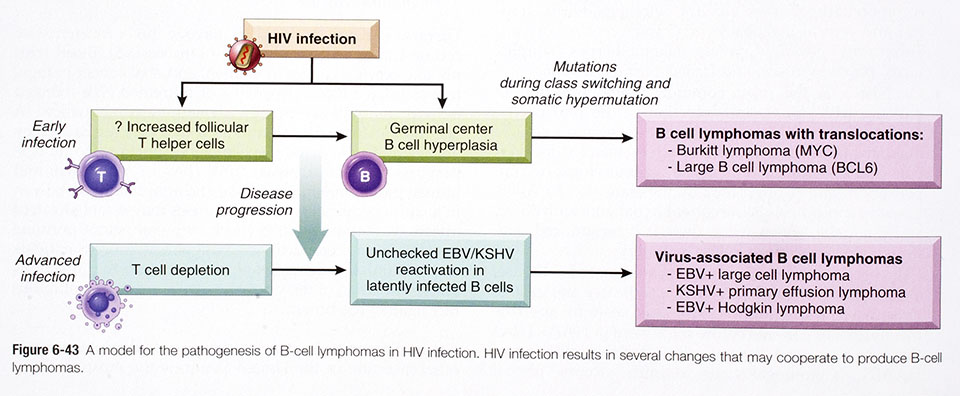 HIV infection
Mutations
during class switching and
somatic hypermutation
Early
infection
? Increased follicular
T helper cells
T
Germinal center
B cell hyperplasia
B
B cell lymphomas with translocations:
- Burkitt lymphoma (MYC)
- Large B cell lymphoma (BCL6)
Disease
progression
Advanced
infection
T cell depletion
Unchecked EBV/KSHV
reactivation in
latently infected B cells
Virus-associated B cell lymphomas
- EBV+ large cell lymphoma
- KSHV+ primary effusion lymphoma
- EBV+ Hodgkin lymphoma
Figure 6-43 A model for the pathogenesis of B-cell lymphomas in HIV infection. HIV infection results in several changes that may cooperate to produce B-cell
lymphomas.